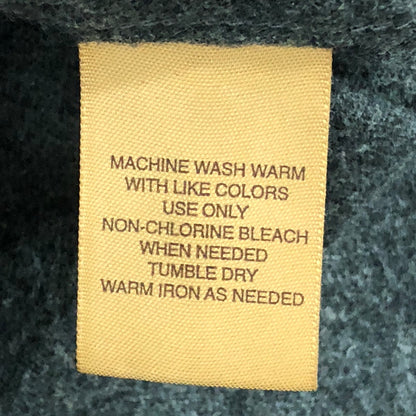 MACHINE WASH WARM
WITH LIKE COLORS
USE ONLY
NON-CHLORINE BLEACH
WHEN NEEDED
TUMBLE DRY
WARM IRON AS NEEDED